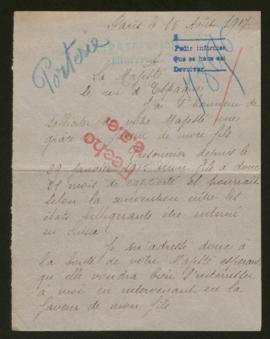 Paris le 18 Août 1917
Porterie
Pedir informes
Que se haga así
Devolver
Sa Majesté
le roi d'Espagne
J'ai l'honneur de
solliciter de votre Majesté une
grâce en faveur de mon fils
Fecho
Prisonnier depuis le
29 Janvier 1915 mon fils a donc
31 mois de captivité et pourrait
selon la convention entre les
états belligérants être interné
en Suisse
Je m'adresse donc à
la bonté de votre Majesté espérant
qu'elle voudra bien s'intéresser
à moi en intervenant en la
faveur de mon fils